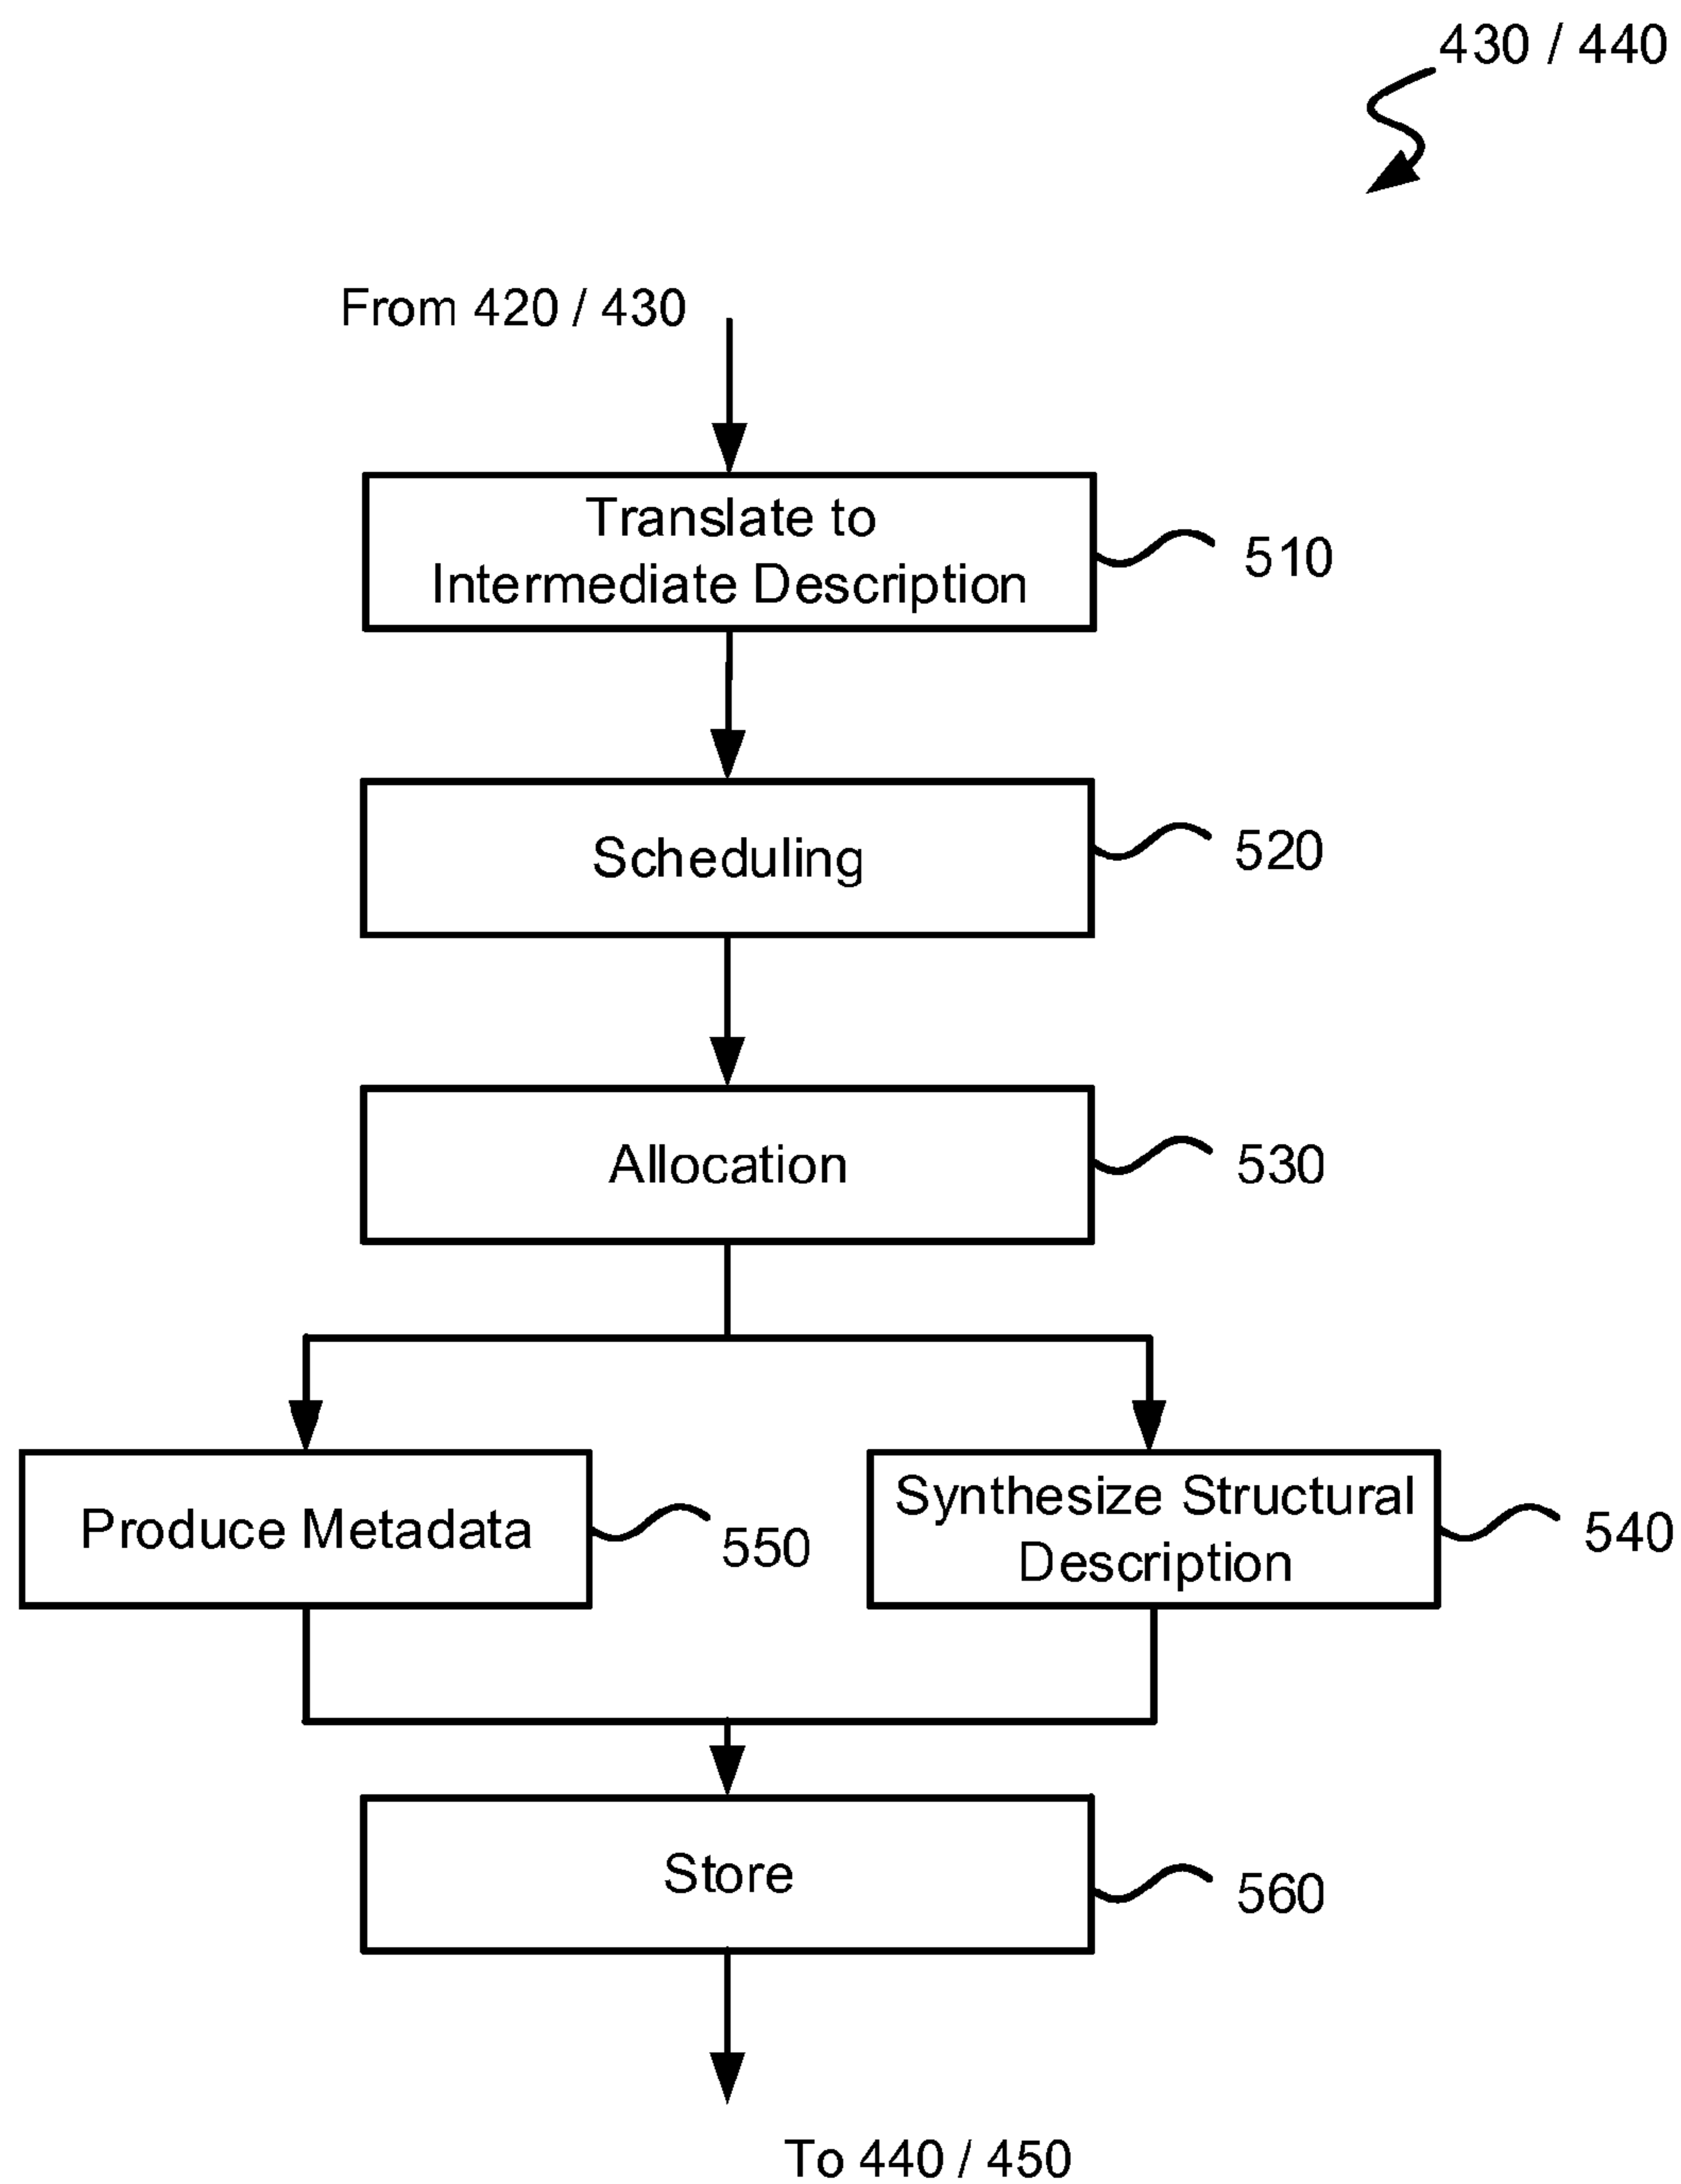 430 / 440
From 420 / 430
Translate to
Intermediate Description
510
Scheduling
520
Allocation
530
Produce Metadata
550
Synthesize Structural
Description
540
Store
560
To 440 / 450